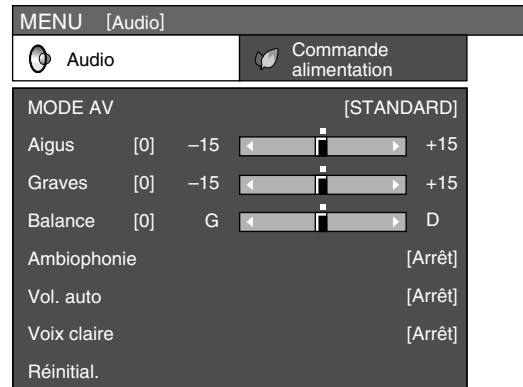 MENU [Audio]
Audio
Commande
alimentation
MODE AV [STANDARD]
Aigus [0] –15 +15
Graves [0] –15 +15
Balance [0] G D
Ambiophonie [Arrêt]
Vol. auto [Arrêt]
Voix claire [Arrêt]
Réinitial.